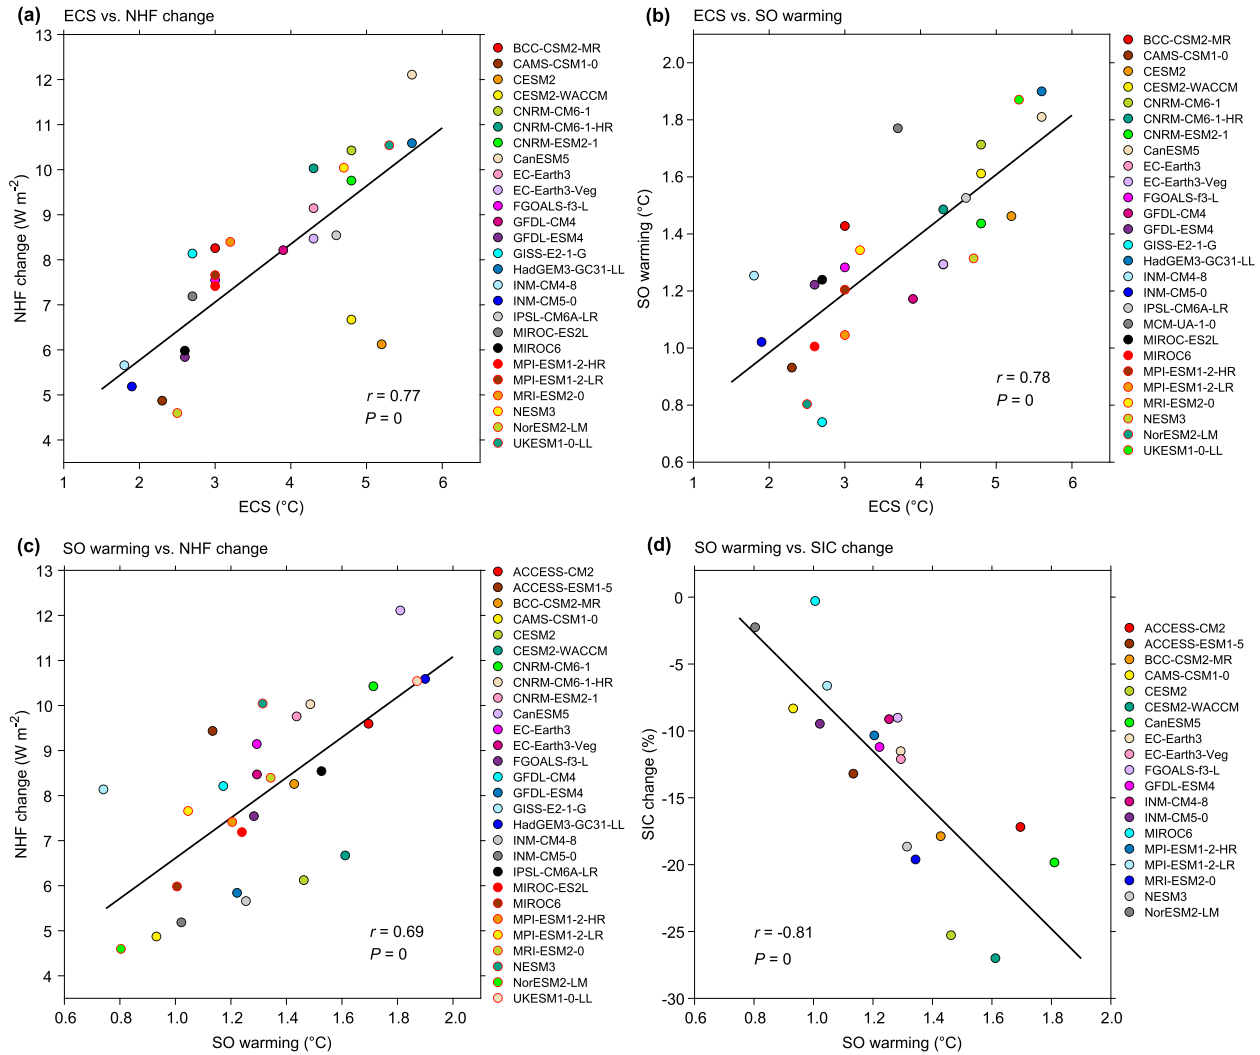 (a) ECS vs. NHF change
13
12
11
10
9
8
7
6
5
4
NHF change (W m⁻²)
1 2 3 4 5 6
ECS (°C)
r = 0.77
P = 0
BCC-CSM2-MR
CAMS-CSM1-0
CESM2
CESM2-WACCM
CNRM-CM6-1
CNRM-CM6-1-HR
CNRM-ESM2-1
CanESM5
EC-Earth3
EC-Earth3-Veg
FGOALS-f3-L
GFDL-CM4
GFDL-ESM4
GISS-E2-1-G
HadGEM3-GC31-LL
INM-CM4-8
INM-CM5-0
IPSL-CM6A-LR
MIROC-ES2L
MIROC6
MPI-ESM1-2-HR
MPI-ESM1-2-LR
MRI-ESM2-0
NESM3
NorESM2-LM
UKESM1-0-LL
(b) ECS vs. SO warming
2.0
1.8
1.6
1.4
1.2
1.0
0.8
0.6
SO warming (°C)
1 2 3 4 5 6
ECS (°C)
r = 0.78
P = 0
BCC-CSM2-MR
CAMS-CSM1-0
CESM2
CESM2-WACCM
CNRM-CM6-1
CNRM-CM6-1-HR
CNRM-ESM2-1
CanESM5
EC-Earth3
EC-Earth3-Veg
FGOALS-f3-L
GFDL-CM4
GFDL-ESM4
GISS-E2-1-G
HadGEM3-GC31-LL
INM-CM4-8
INM-CM5-0
IPSL-CM6A-LR
MCM-UA-1-0
MIROC-ES2L
MIROC6
MPI-ESM1-2-HR
MPI-ESM1-2-LR
MRI-ESM2-0
NESM3
NorESM2-LM
UKESM1-0-LL
(c) SO warming vs. NHF change
13
12
11
10
9
8
7
6
5
4
NHF change (W m⁻²)
0.6 0.8 1.0 1.2 1.4 1.6 1.8 2.0
SO warming (°C)
r = 0.69
P = 0
ACCESS-CM2
ACCESS-ESM1-5
BCC-CSM2-MR
CAMS-CSM1-0
CESM2
CESM2-WACCM
CNRM-CM6-1
CNRM-CM6-1-HR
CNRM-ESM2-1
CanESM5
EC-Earth3
EC-Earth3-Veg
FGOALS-f3-L
GFDL-CM4
GFDL-ESM4
GISS-E2-1-G
HadGEM3-GC31-LL
INM-CM4-8
INM-CM5-0
IPSL-CM6A-LR
MIROC-ES2L
MIROC6
MPI-ESM1-2-HR
MPI-ESM1-2-LR
MRI-ESM2-0
NESM3
NorESM2-LM
UKESM1-0-LL
(d) SO warming vs. SIC change
0
-5
-10
-15
-20
-25
-30
SIC change (%)
0.6 0.8 1.0 1.2 1.4 1.6 1.8 2.0
SO warming (°C)
r = -0.81
P = 0
ACCESS-CM2
ACCESS-ESM1-5
BCC-CSM2-MR
CAMS-CSM1-0
CESM2
CESM2-WACCM
CanESM5
EC-Earth3
EC-Earth3-Veg
FGOALS-f3-L
GFDL-ESM4
INM-CM4-8
INM-CM5-0
MIROC6
MPI-ESM1-2-HR
MPI-ESM1-2-LR
MRI-ESM2-0
NESM3
NorESM2-LM